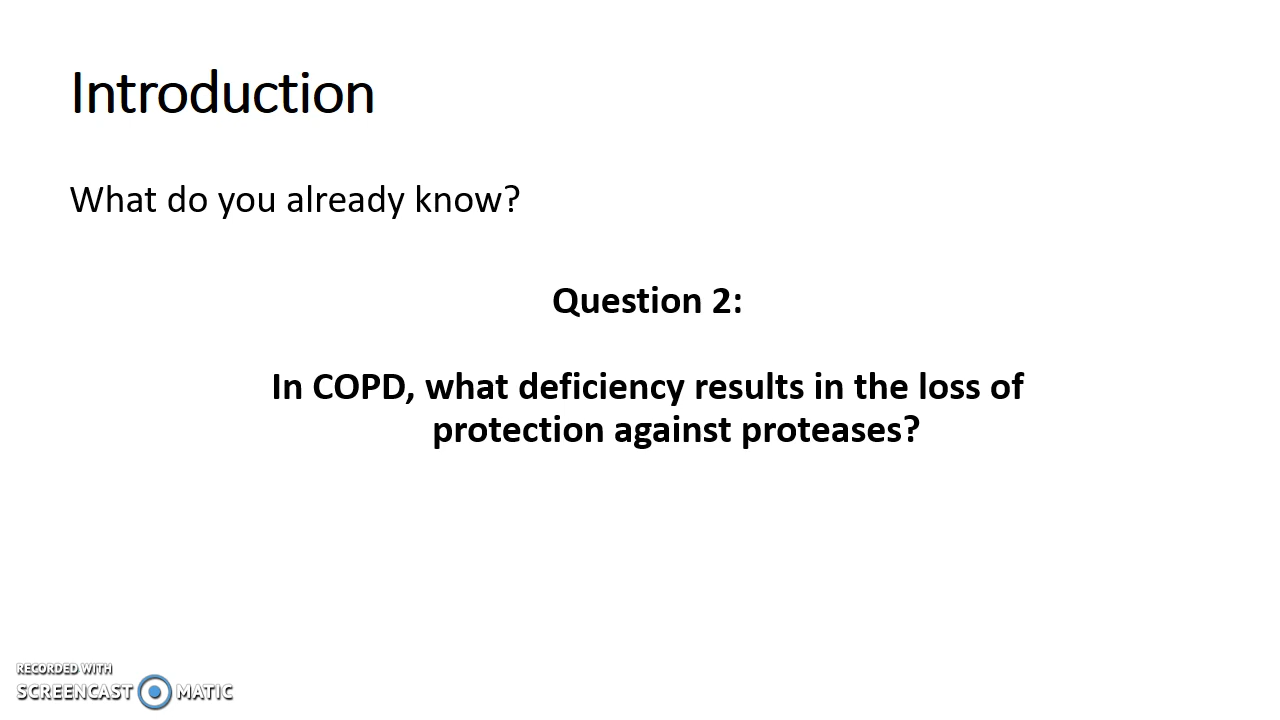 Introduction
What do you already know?
Question 2:
In COPD, what deficiency results in the loss of
protection against proteases?
RECORDED WITH
SCREENCAST MATIC